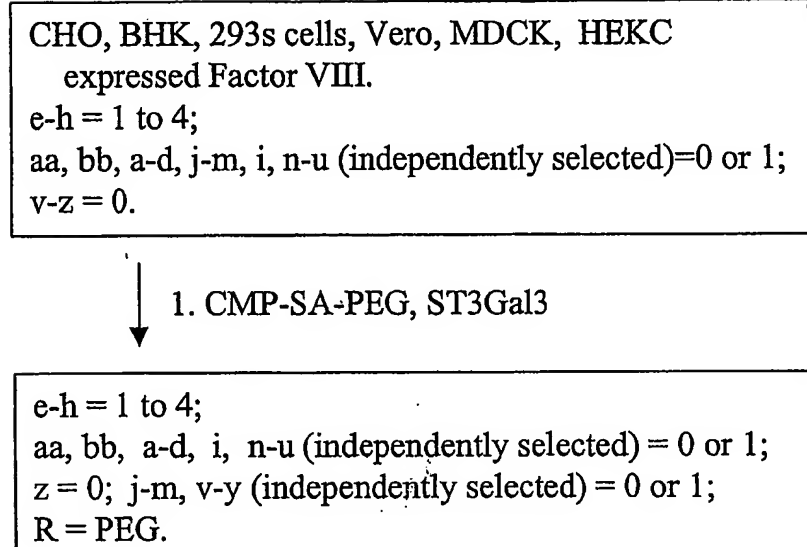 CHO, BHK, 293s cells, Vero, MDCK, HEKC
expressed Factor VIII.
e-h = 1 to 4;
aa, bb, a-d, j-m, i, n-u (independently selected)=0 or 1;
v-z = 0.
1. CMP-SA-PEG, ST3Gal3
e-h = 1 to 4;
aa, bb, a-d, i, n-u (independently selected) = 0 or 1;
z = 0; j-m, v-y (independently selected) = 0 or 1;
R = PEG.